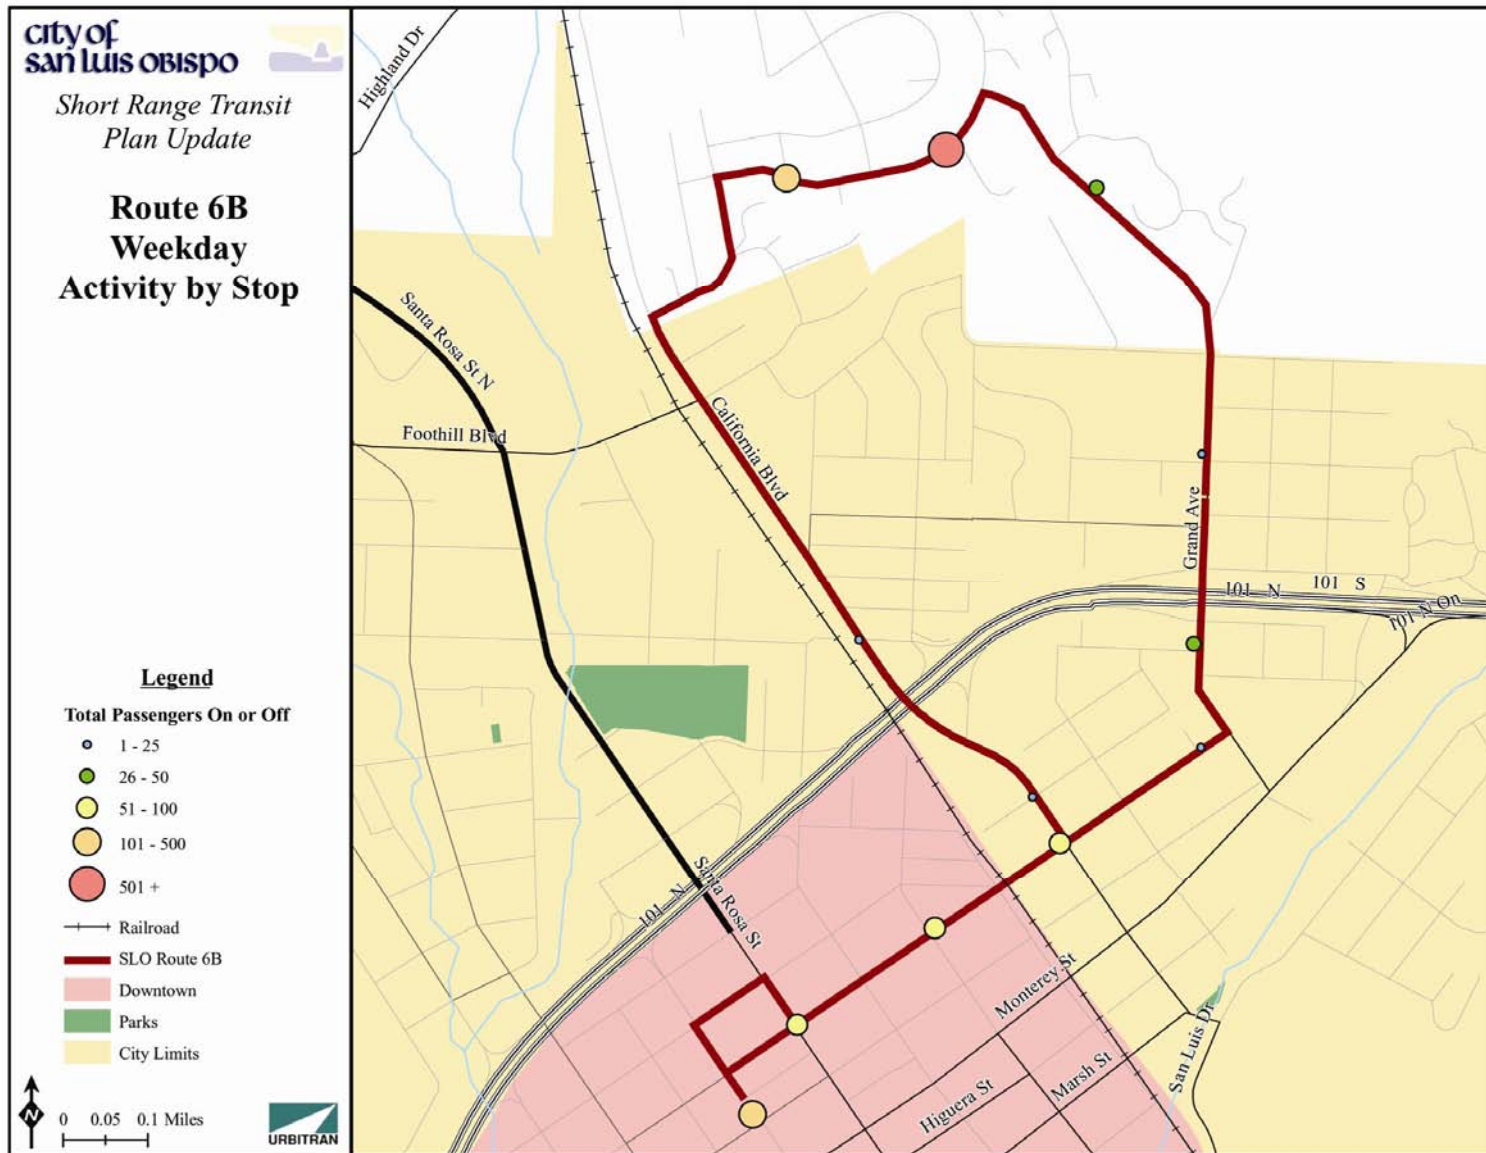 CITY OF
SAN LUIS OBISPO
Short Range Transit
Plan Update
Route 6B
Weekday
Activity by Stop
Legend
Total Passengers On or Off
1 - 25
26 - 50
51 - 100
101 - 500
501 +
Railroad
SLO Route 6B
Downtown
Parks
City Limits
N
0 0.05 0.1 Miles
URBITRAN
Highland Dr
Santa Rosa St N
Foothill Blvd
California Blvd
Grand Ave
101 N
101 S
101 N On
101 N
Santa Rosa St
Monterey St
San Luis Dr
Marsh St
Higuera St